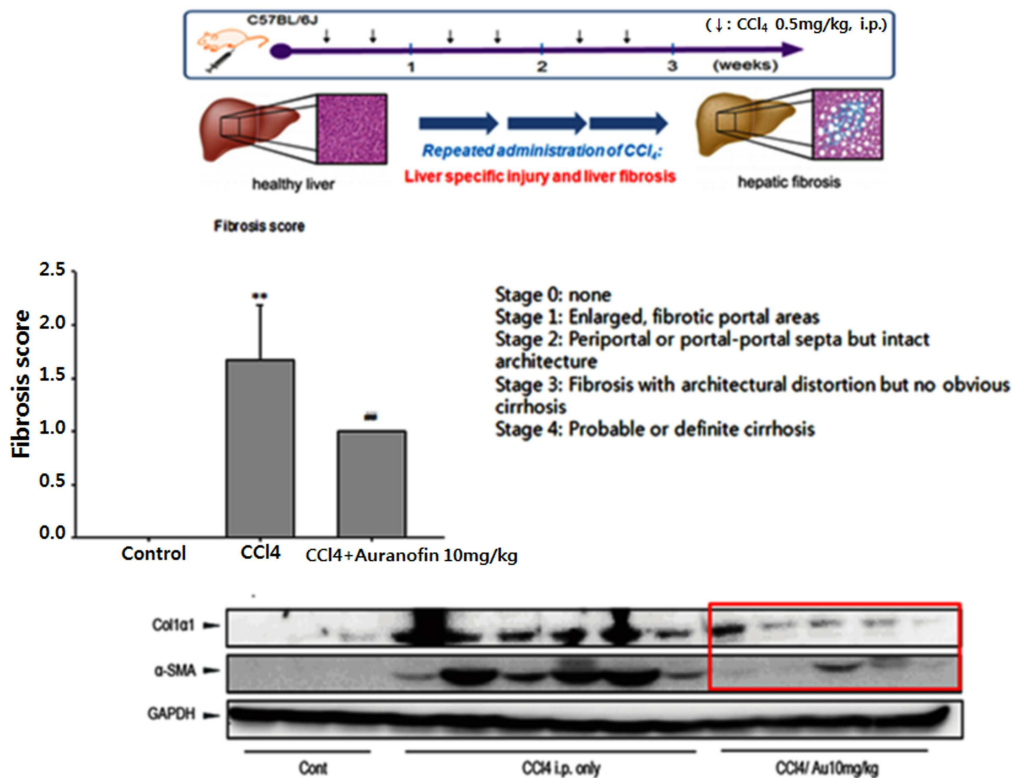 C57BL/6J
(↓: CCl₄ 0.5mg/kg, i.p.)
1
2
3
(weeks)
Repeated administration of CCl₄:
Liver specific injury and liver fibrosis
healthy liver
hepatic fibrosis
Fibrosis score
Fibrosis score
2.5
2.0
1.5
1.0
0.5
0.0
**
##
Control
CCl4
CCl4+Auranofin 10mg/kg
Stage 0: none
Stage 1: Enlarged, fibrotic portal areas
Stage 2: Periportal or portal-portal septa but intact
architecture
Stage 3: Fibrosis with architectural distortion but no obvious
cirrhosis
Stage 4: Probable or definite cirrhosis
Col1α1
α-SMA
GAPDH
Cont
CCl4 i.p. only
CCl4/ Au10mg/kg